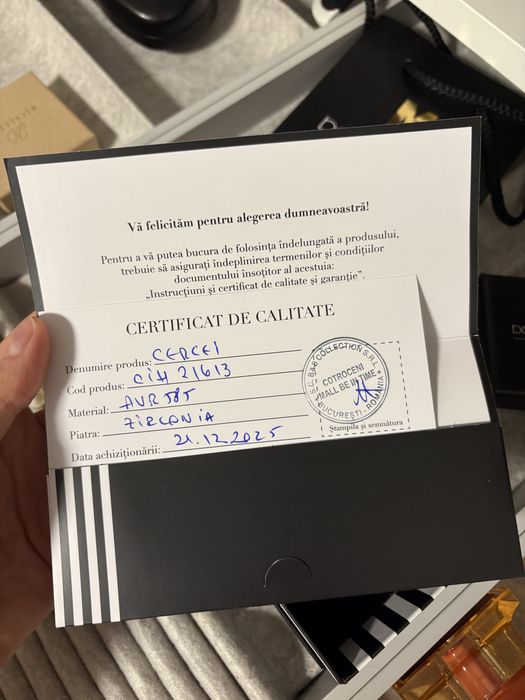 Vă felicităm pentru alegerea dumneavoastră!
Pentru a vă putea bucura de folosința îndelungată a produsului,
trebuie să asigurați îndeplinirea termenilor și condițiilor
documentului însoțitor al acestuia:
„Instrucțiuni și certificat de calitate și garanție”.
CERTIFICAT DE CALITATE
Denumire produs: CERCEI
Cod produs: CIH 21613
Material: AUR 585
Piatra: ZIRCONIA
Data achiziționării: 21.12.2025
S.C. B&B COLLECTION S.R.L.
COTROCENI
MALL BE IN TIME
BUCUREȘTI - ROMANIA
Ștampila și semnătura